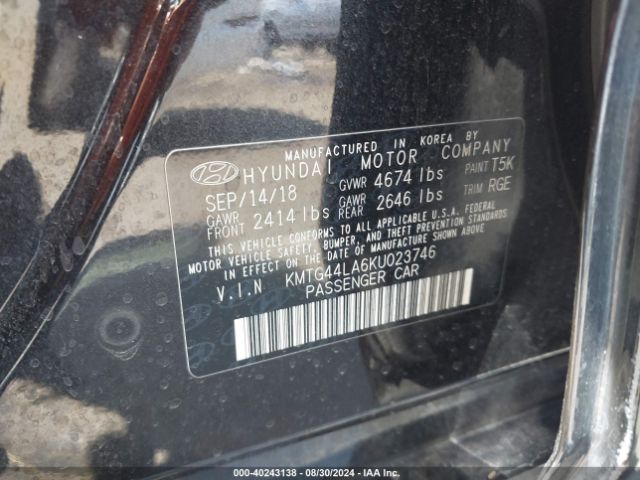 MANUFACTURED IN KOREA BY
HYUNDAI MOTOR COMPANY
SEP/14/18 GVWR 4674 lbs PAINT T5K
GAWR FRONT 2414 lbs GAWR REAR 2646 lbs TRIM RGE
THIS VEHICLE CONFORMS TO ALL APPLICABLE U.S.A. FEDERAL
MOTOR VEHICLE SAFETY, BUMPER, AND THEFT PREVENTION STANDARDS
IN EFFECT ON THE DATE OF MANUFACTURE SHOWN ABOVE.
V.I.N KMTG44LA6KU023746
PASSENGER CAR
000-40243138 - 08/30/2024 - IAA Inc.